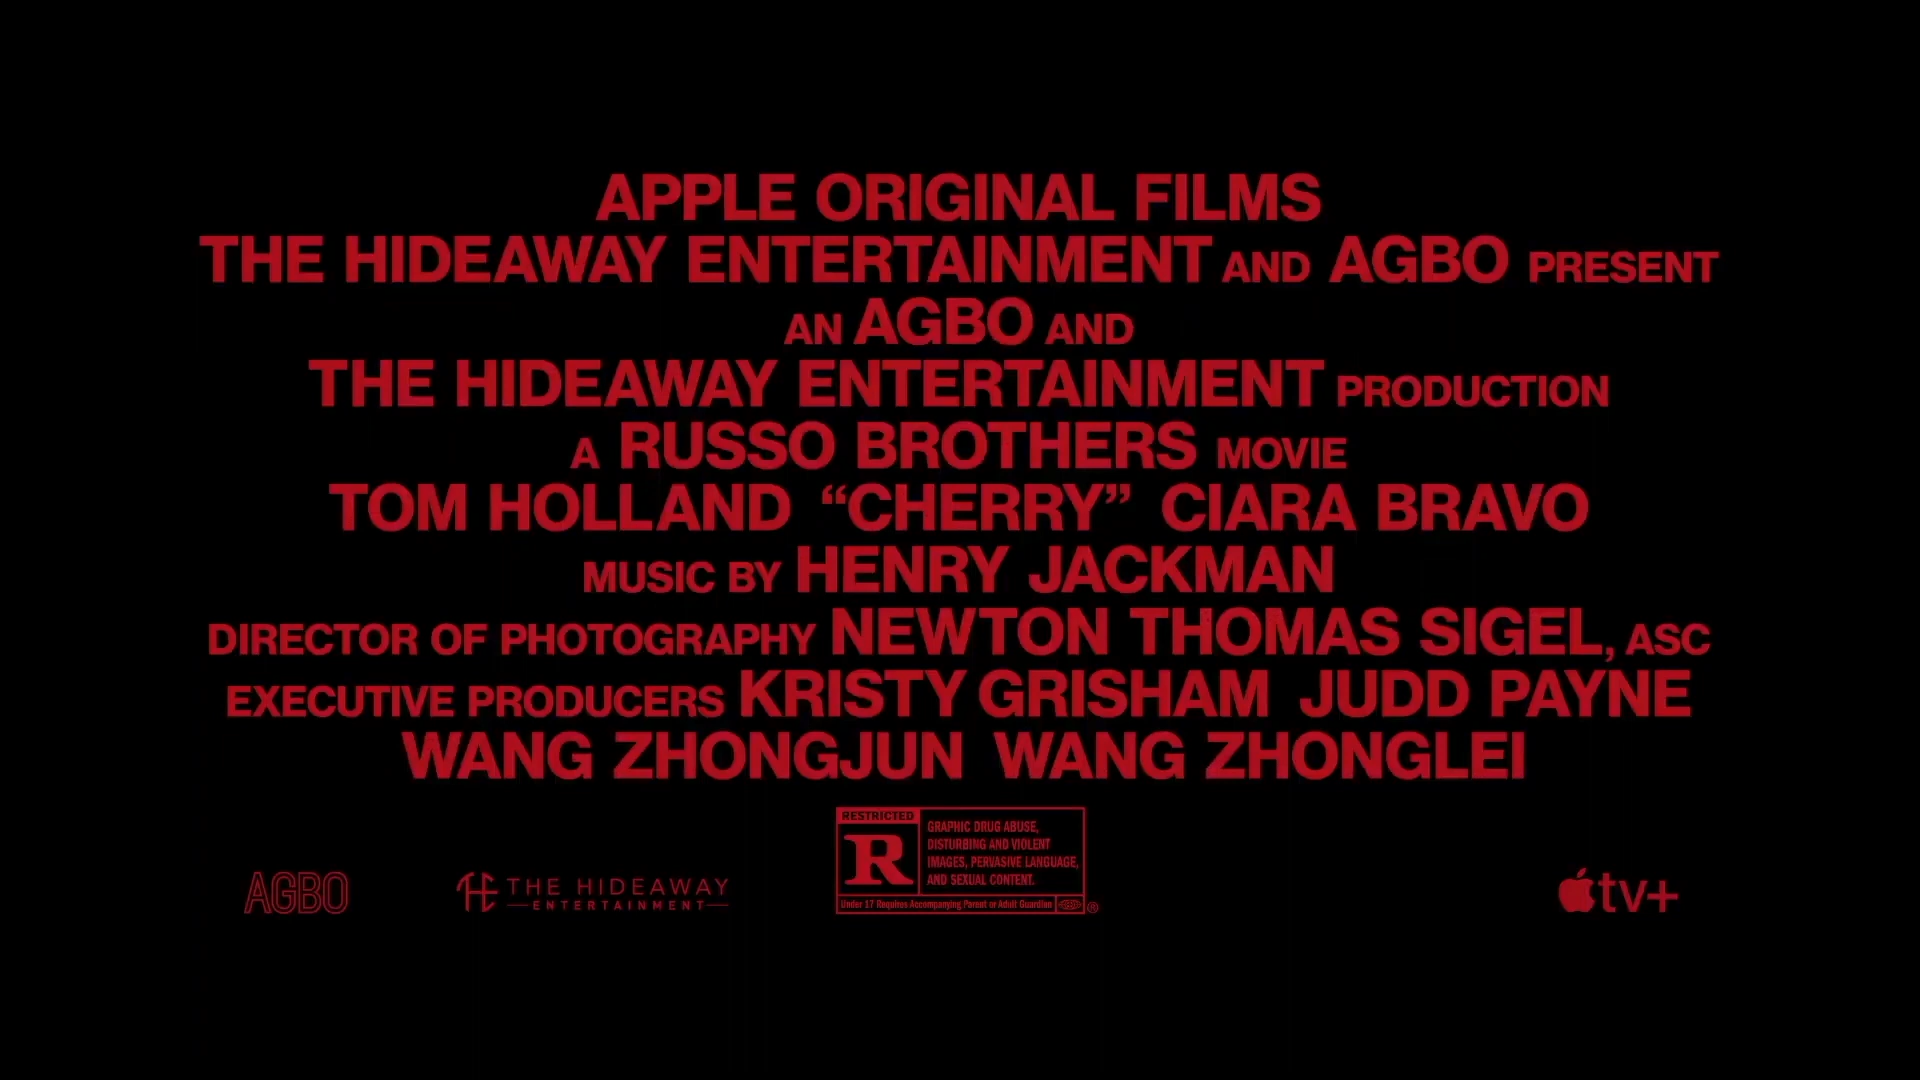 APPLE ORIGINAL FILMS
THE HIDEAWAY ENTERTAINMENT AND AGBO PRESENT
AN AGBO AND
THE HIDEAWAY ENTERTAINMENT PRODUCTION
A RUSSO BROTHERS MOVIE
TOM HOLLAND “CHERRY” CIARA BRAVO
MUSIC BY HENRY JACKMAN
DIRECTOR OF PHOTOGRAPHY NEWTON THOMAS SIGEL, ASC
EXECUTIVE PRODUCERS KRISTY GRISHAM JUDD PAYNE
WANG ZHONGJUN WANG ZHONGLEI
AGBO
THE HIDEAWAY
ENTERTAINMENT
RESTRICTED
R
GRAPHIC DRUG ABUSE,
DISTURBING AND VIOLENT
IMAGES, PERVASIVE LANGUAGE,
AND SEXUAL CONTENT.
Under 17 Requires Accompanying Parent or Adult Guardian
®
tv+